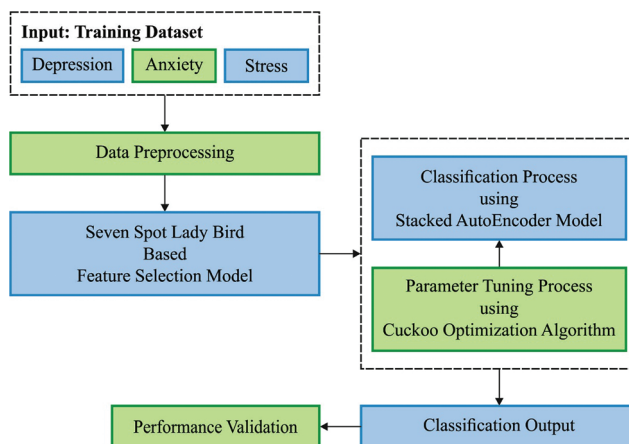 Input: Training Dataset
Depression
Anxiety
Stress
Data Preprocessing
Seven Spot Lady Bird
Based
Feature Selection Model
Classification Process
using
Stacked AutoEncoder Model
Parameter Tuning Process
using
Cuckoo Optimization Algorithm
Classification Output
Performance Validation